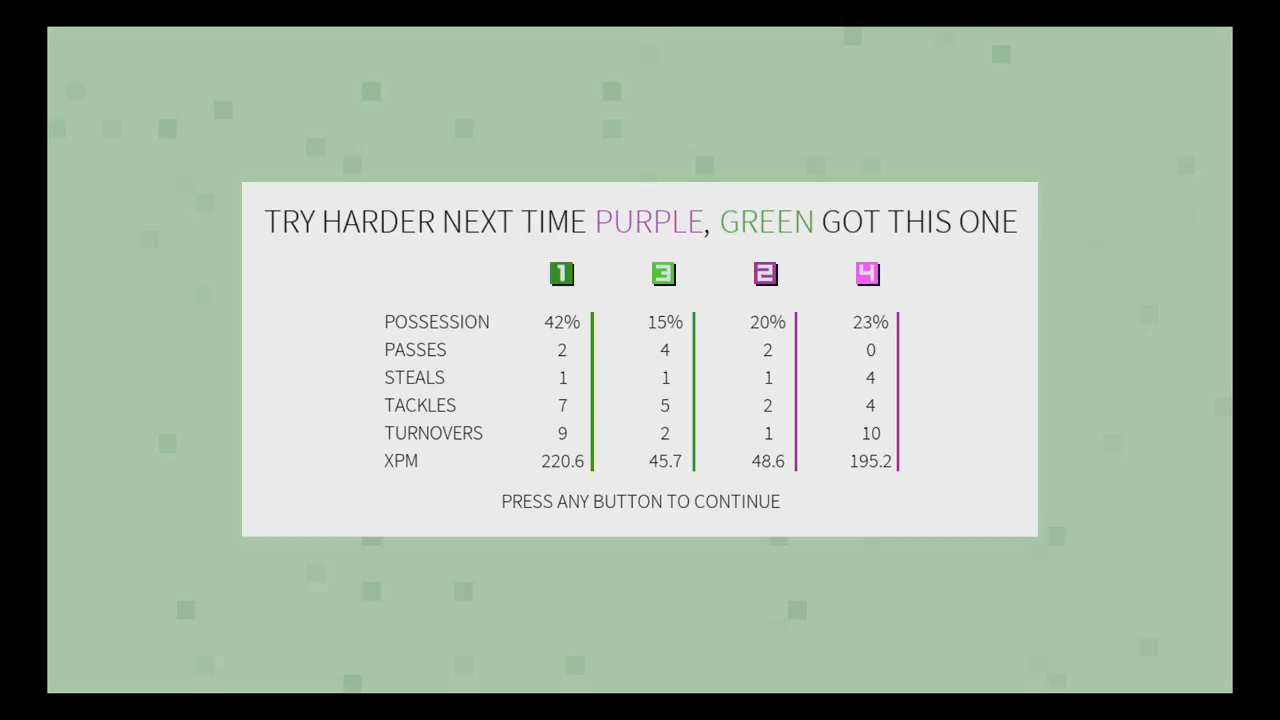 TRY HARDER NEXT TIME PURPLE, GREEN GOT THIS ONE
1 3 2 4
POSSESSION 42% 15% 20% 23%
PASSES 2 4 2 0
STEALS 1 1 1 4
TACKLES 7 5 2 4
TURNOVERS 9 2 1 10
XPM 220.6 45.7 48.6 195.2
PRESS ANY BUTTON TO CONTINUE